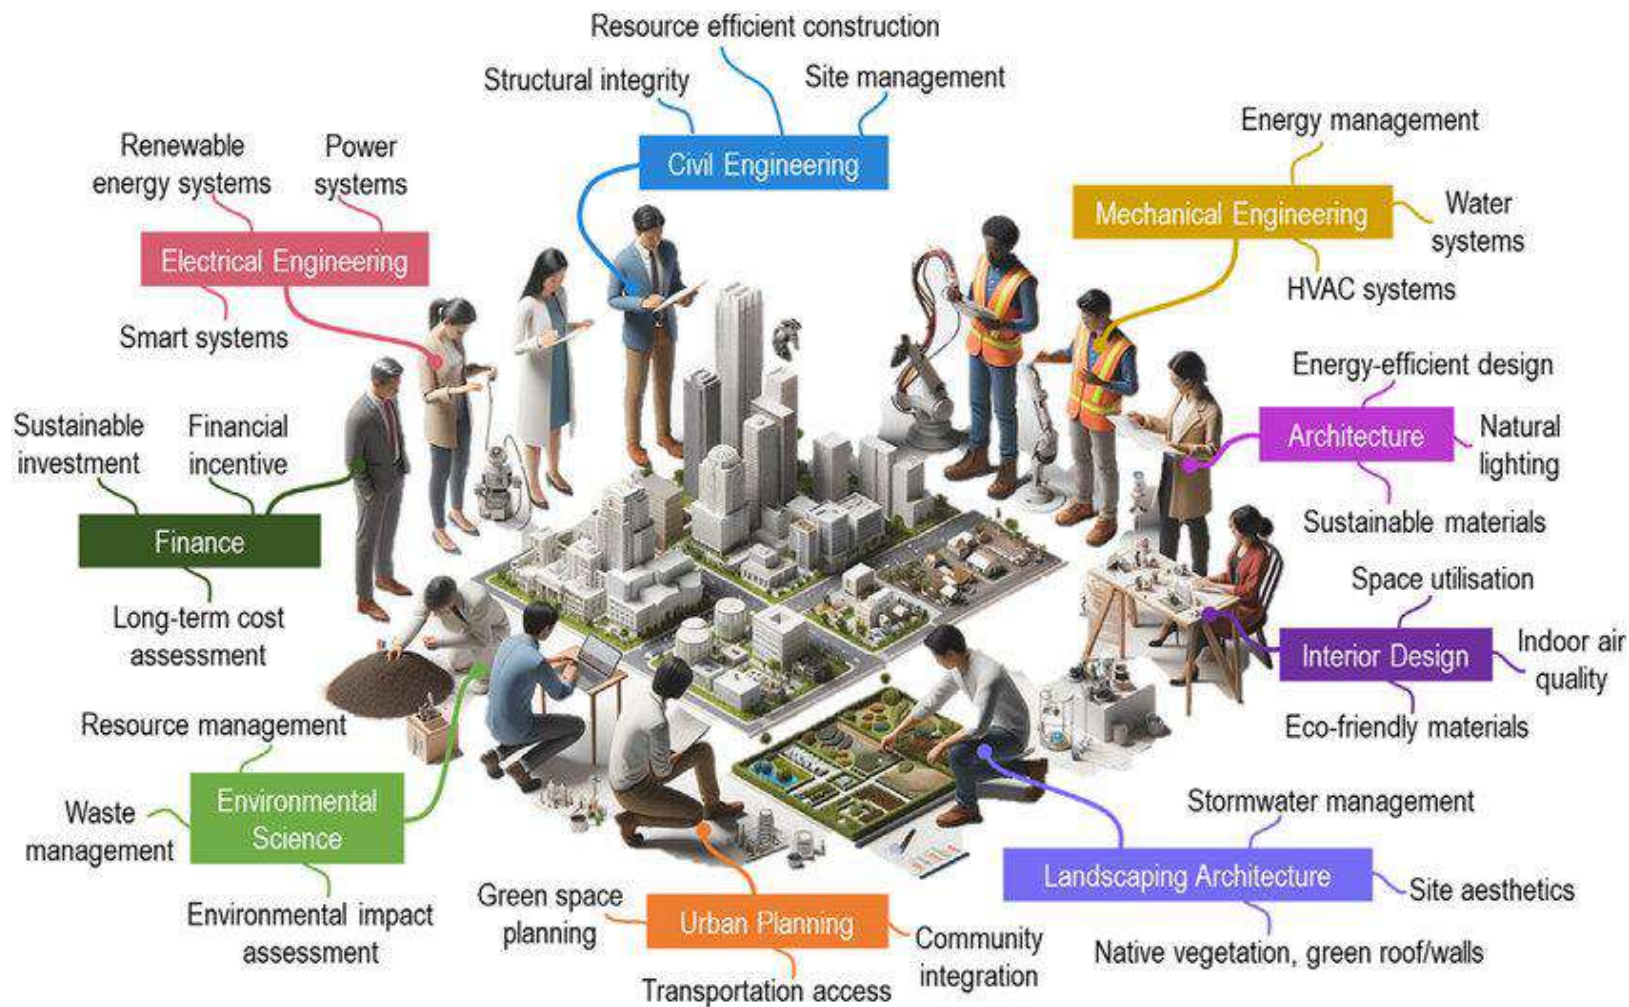 Resource efficient construction
Structural integrity
Site management
Civil Engineering
Renewable
energy systems
Power
systems
Electrical Engineering
Smart systems
Energy management
Mechanical Engineering
Water
systems
HVAC systems
Energy-efficient design
Architecture
Natural
lighting
Sustainable materials
Sustainable
investment
Financial
incentive
Finance
Long-term cost
assessment
Space utilisation
Interior Design
Indoor air
quality
Eco-friendly materials
Resource management
Environmental
Science
Waste
management
Environmental impact
assessment
Green space
planning
Urban Planning
Community
integration
Transportation access
Stormwater management
Landscaping Architecture
Site aesthetics
Native vegetation, green roof/walls